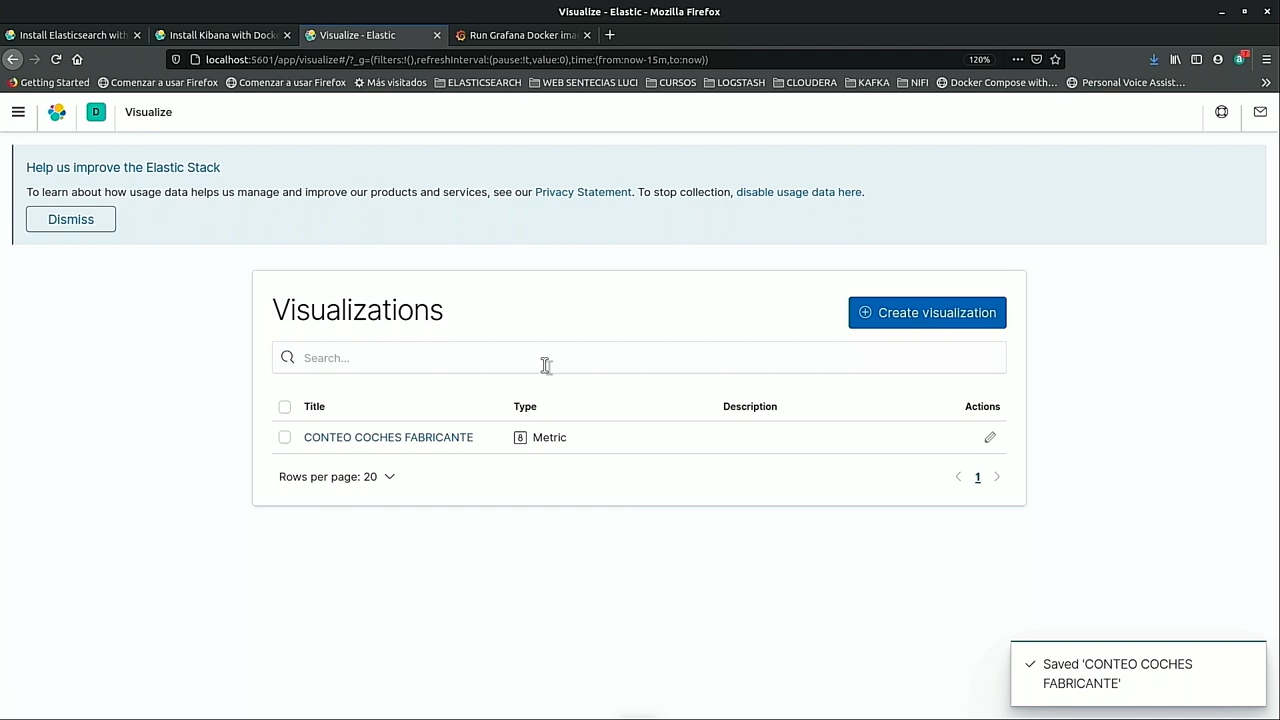 Visualize - Elastic - Mozilla Firefox
Install Elasticsearch with
Install Kibana with Dock
Visualize - Elastic
Run Grafana Docker ima
localhost:5601/app/visualize#/?_g=(filters:!(),refreshInterval:(pause:!t,value:0),time:(from:now-15m,to:now))
120%
Getting Started
Comenzar a usar Firefox
Comenzar a usar Firefox
Más visitados
ELASTICSEARCH
WEB SENTECIAS LUCI
CURSOS
LOGSTASH
CLOUDERA
KAFKA
NIFI
Docker Compose with...
Personal Voice Assist...
D
Visualize
Help us improve the Elastic Stack
To learn about how usage data helps us manage and improve our products and services, see our Privacy Statement. To stop collection, disable usage data here.
Dismiss
Visualizations
Create visualization
Search...
Title Type Description Actions
CONTEO COCHES FABRICANTE 8 Metric
Rows per page: 20
1
Saved 'CONTEO COCHES
FABRICANTE'